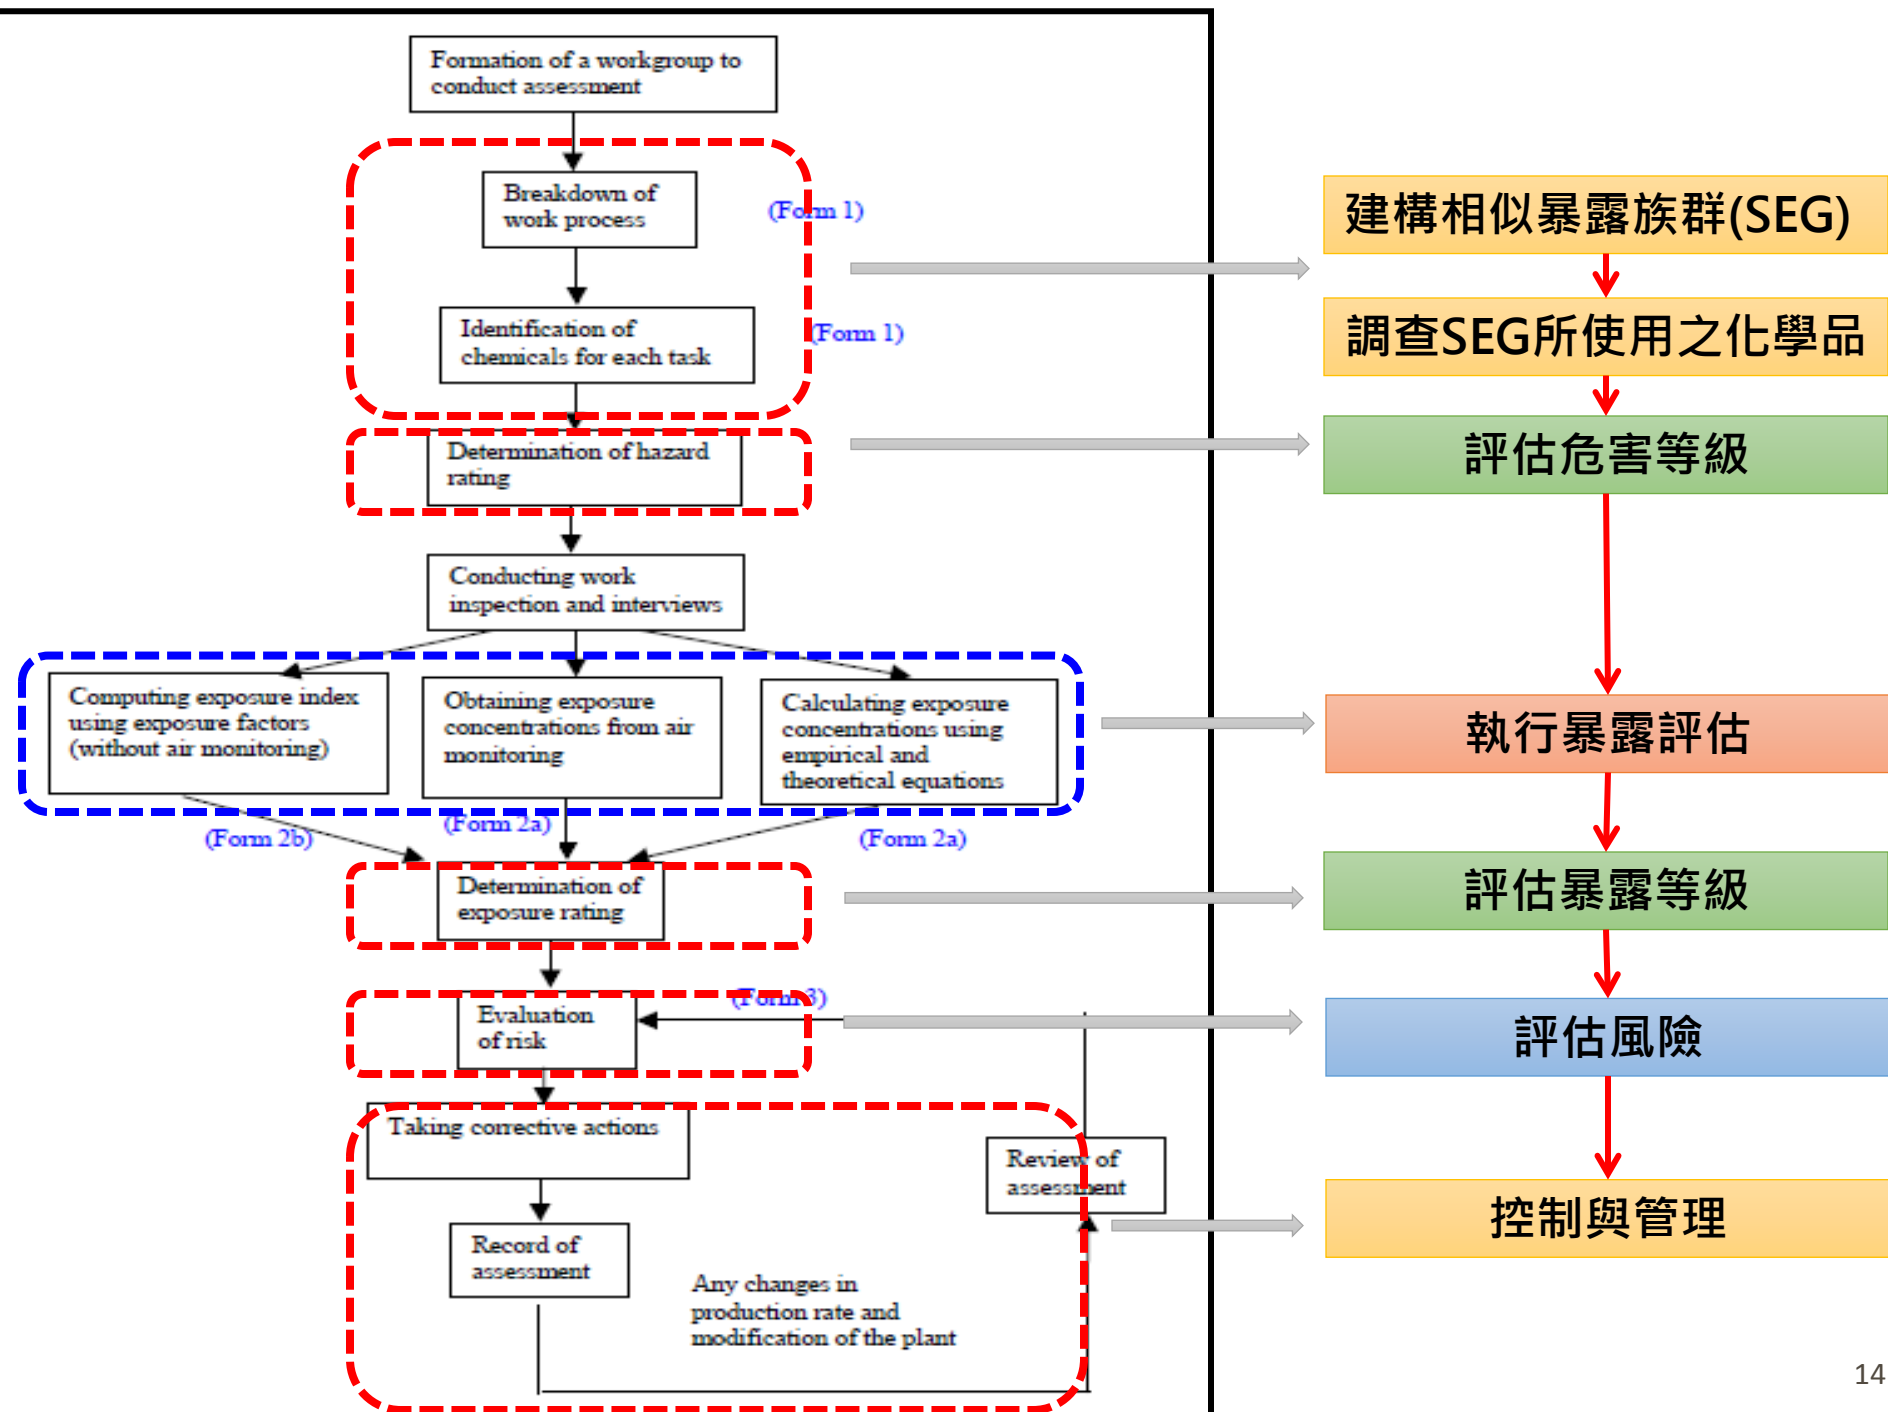 Formation of a workgroup to
conduct assessment
Breakdown of
work process
(Form 1)
Identification of
chemicals for each task
(Form 1)
Determination of hazard
rating
Conducting work
inspection and interviews
Computing exposure index
using exposure factors
(without air monitoring)
Obtaining exposure
concentrations from air
monitoring
Calculating exposure
concentrations using
empirical and
theoretical equations
(Form 2b)
(Form 2a)
(Form 2a)
Determination of
exposure rating
Evaluation
of risk
(Form 3)
Taking corrective actions
Review of
assessment
Record of
assessment
Any changes in
production rate and
modification of the plant
建構相似暴露族群(SEG)
調查SEG所使用之化學品
評估危害等級
執行暴露評估
評估暴露等級
評估風險
控制與管理
14